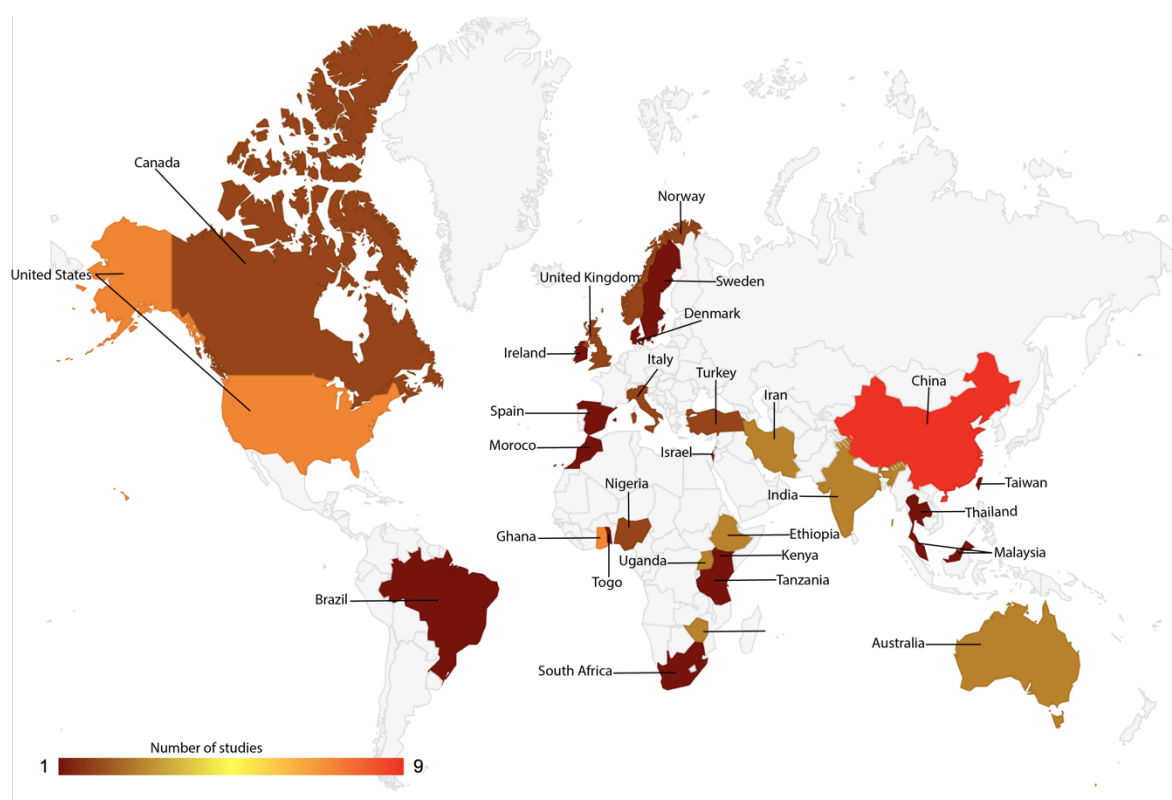 Canada
Norway
United States
United Kingdom
Sweden
Denmark
Ireland
Italy
Turkey
Iran
China
Spain
Moroco
Israel
Nigeria
India
Taiwan
Thailand
Ghana
Ethiopia
Uganda
Kenya
Malaysia
Togo
Tanzania
Brazil
Australia
South Africa
Number of studies
1 9